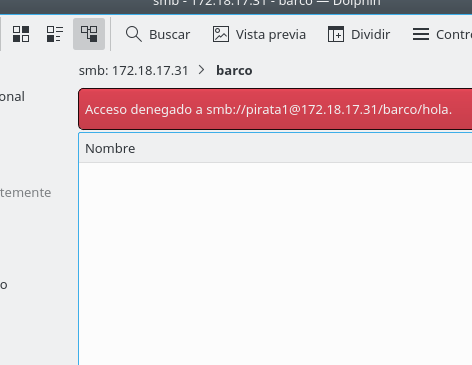 smb - 172.18.17.31 - barco — Dolphin
Buscar
Vista previa
Dividir
Contro
smb: 172.18.17.31 > barco
onal
Acceso denegado a smb://pirata1@172.18.17.31/barco/hola.
Nombre
temente
o